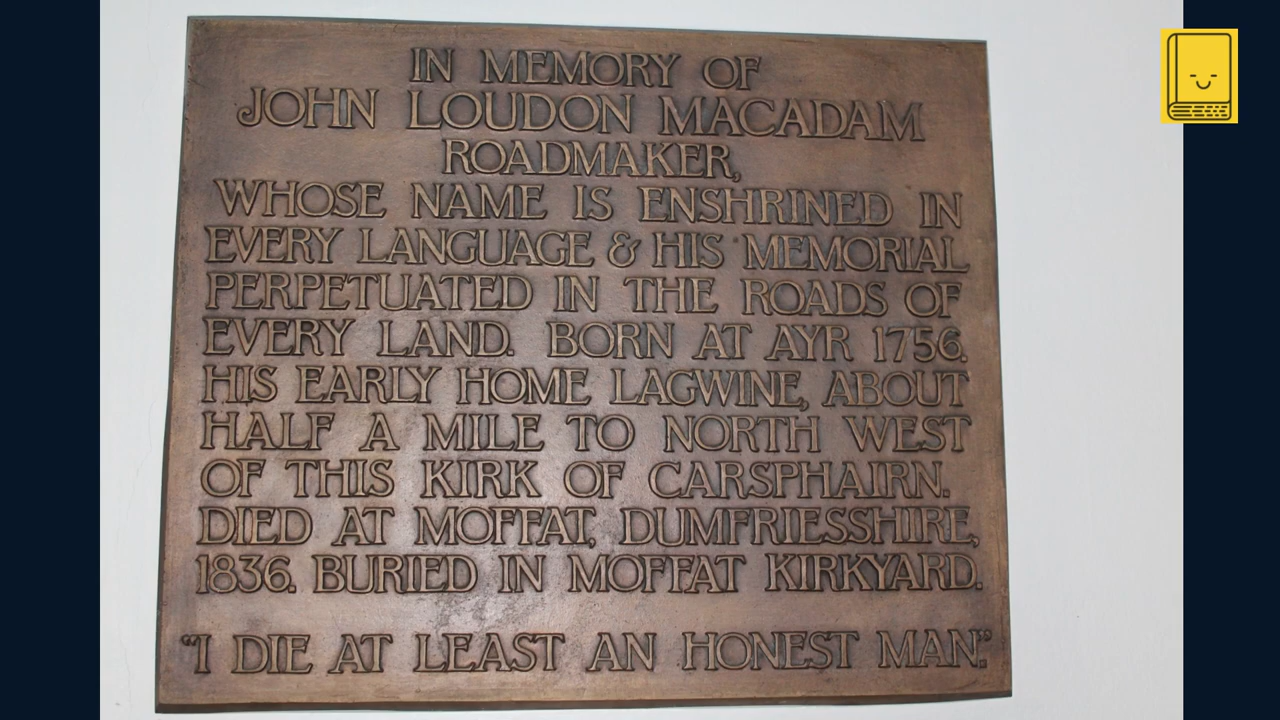 IN MEMORY OF
JOHN LOUDON MACADAM
ROADMAKER,
WHOSE NAME IS ENSHRINED IN
EVERY LANGUAGE & HIS MEMORIAL
PERPETUATED IN THE ROADS OF
EVERY LAND. BORN AT AYR 1756.
HIS EARLY HOME LAGWINE, ABOUT
HALF A MILE TO NORTH WEST
OF THIS KIRK OF CARSPHAIRN.
DIED AT MOFFAT, DUMFRIESSHIRE,
1836. BURIED IN MOFFAT KIRKYARD.
“I DIE AT LEAST AN HONEST MAN.”